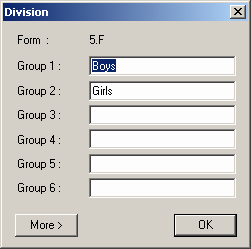 Division
Form : 5.F
Group 1 : Boys
Group 2 : Girls
Group 3 :
Group 4 :
Group 5 :
Group 6 :
More > OK